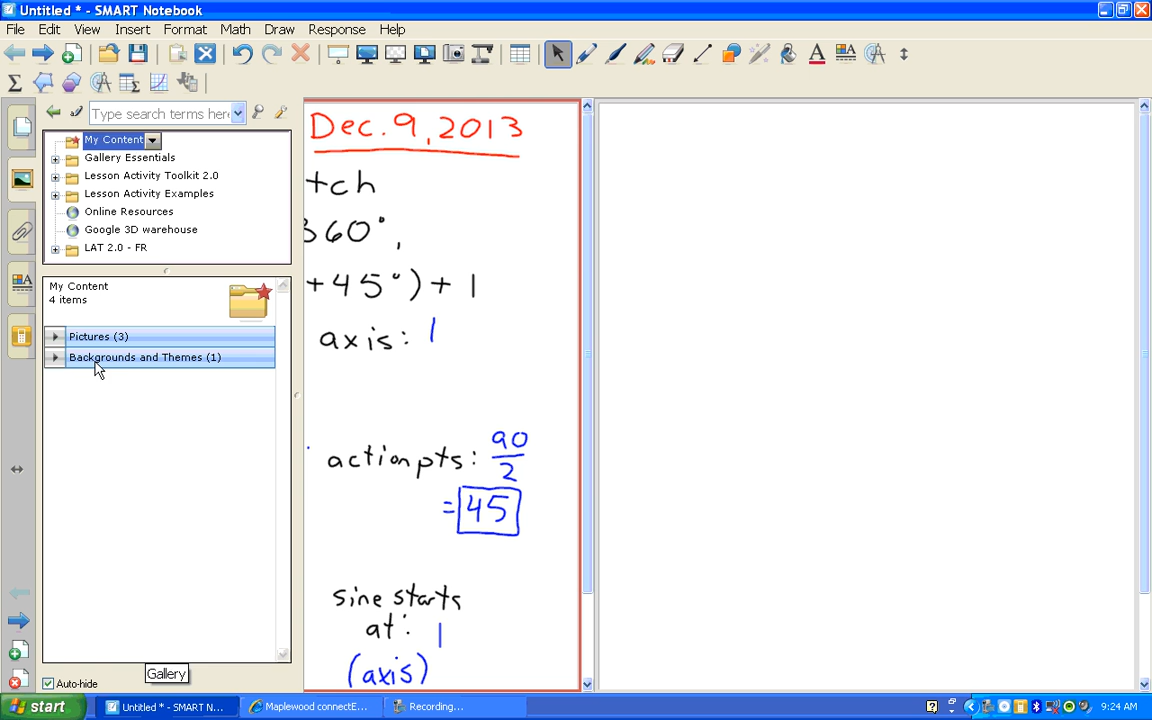 Untitled * - SMART Notebook
File Edit View Insert Format Math Draw Response Help
Type search terms here
My Content
Gallery Essentials
Lesson Activity Toolkit 2.0
Lesson Activity Examples
Online Resources
Google 3D warehouse
LAT 2.0 - FR
My Content
4 items
Pictures (3)
Backgrounds and Themes (1)
Gallery
Auto-hide
Dec. 9, 2013
tch
360°,
+45°) + 1
axis: 1
action pts: 90
2
= 45
sine starts
at: 1
(axis)
start Untitled * - SMART N... Maplewood connectE... Recording... 9:24 AM